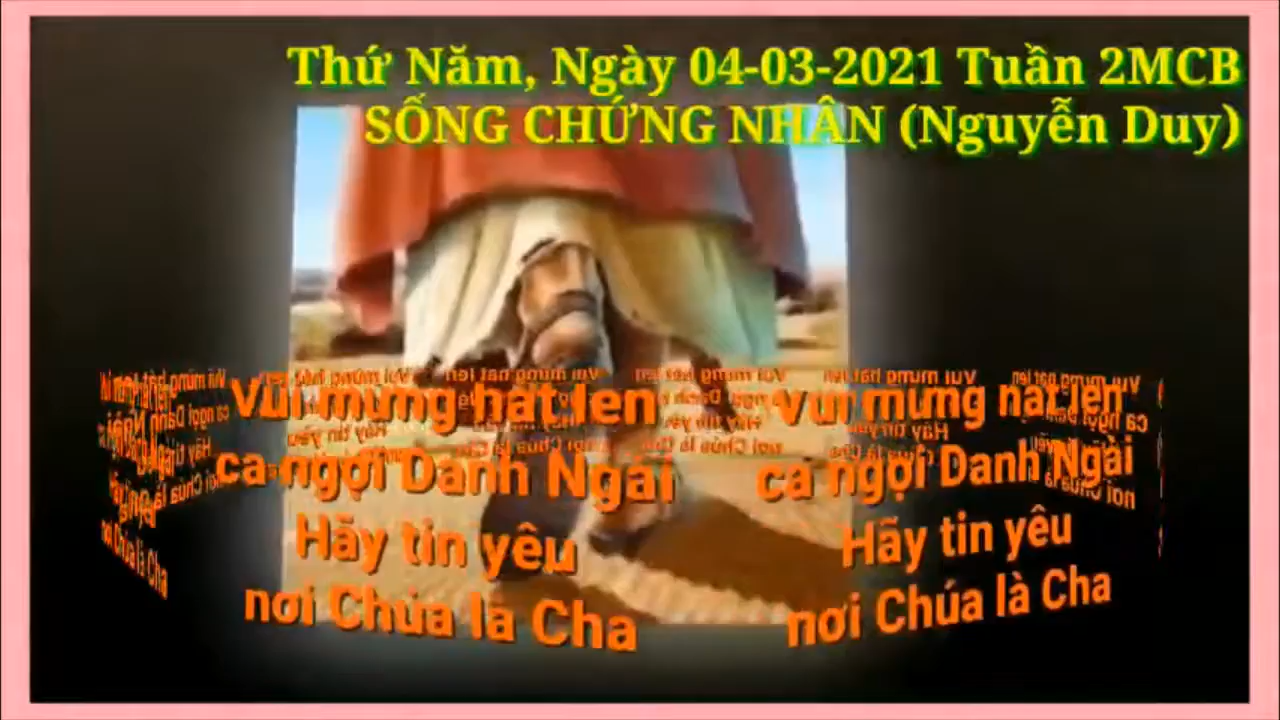 Thứ Năm, Ngày 04-03-2021 Tuần 2MCB
SỐNG CHỨNG NHÂN (Nguyễn Duy)
Vui mừng hát lên
ca ngợi Danh Ngài
Hãy tin yêu
nơi Chúa là Cha
Vui mừng hát lên
ca ngợi Danh Ngài
Hãy tin yêu
nơi Chúa là Cha